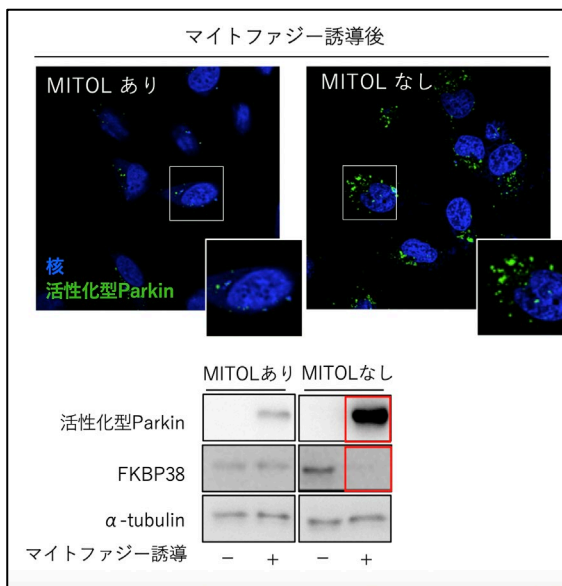 マイトファジー誘導後
MITOL あり
MITOL なし
核
活性化型Parkin
MITOLあり MITOLなし
活性化型Parkin
FKBP38
α-tubulin
マイトファジー誘導 − + − +